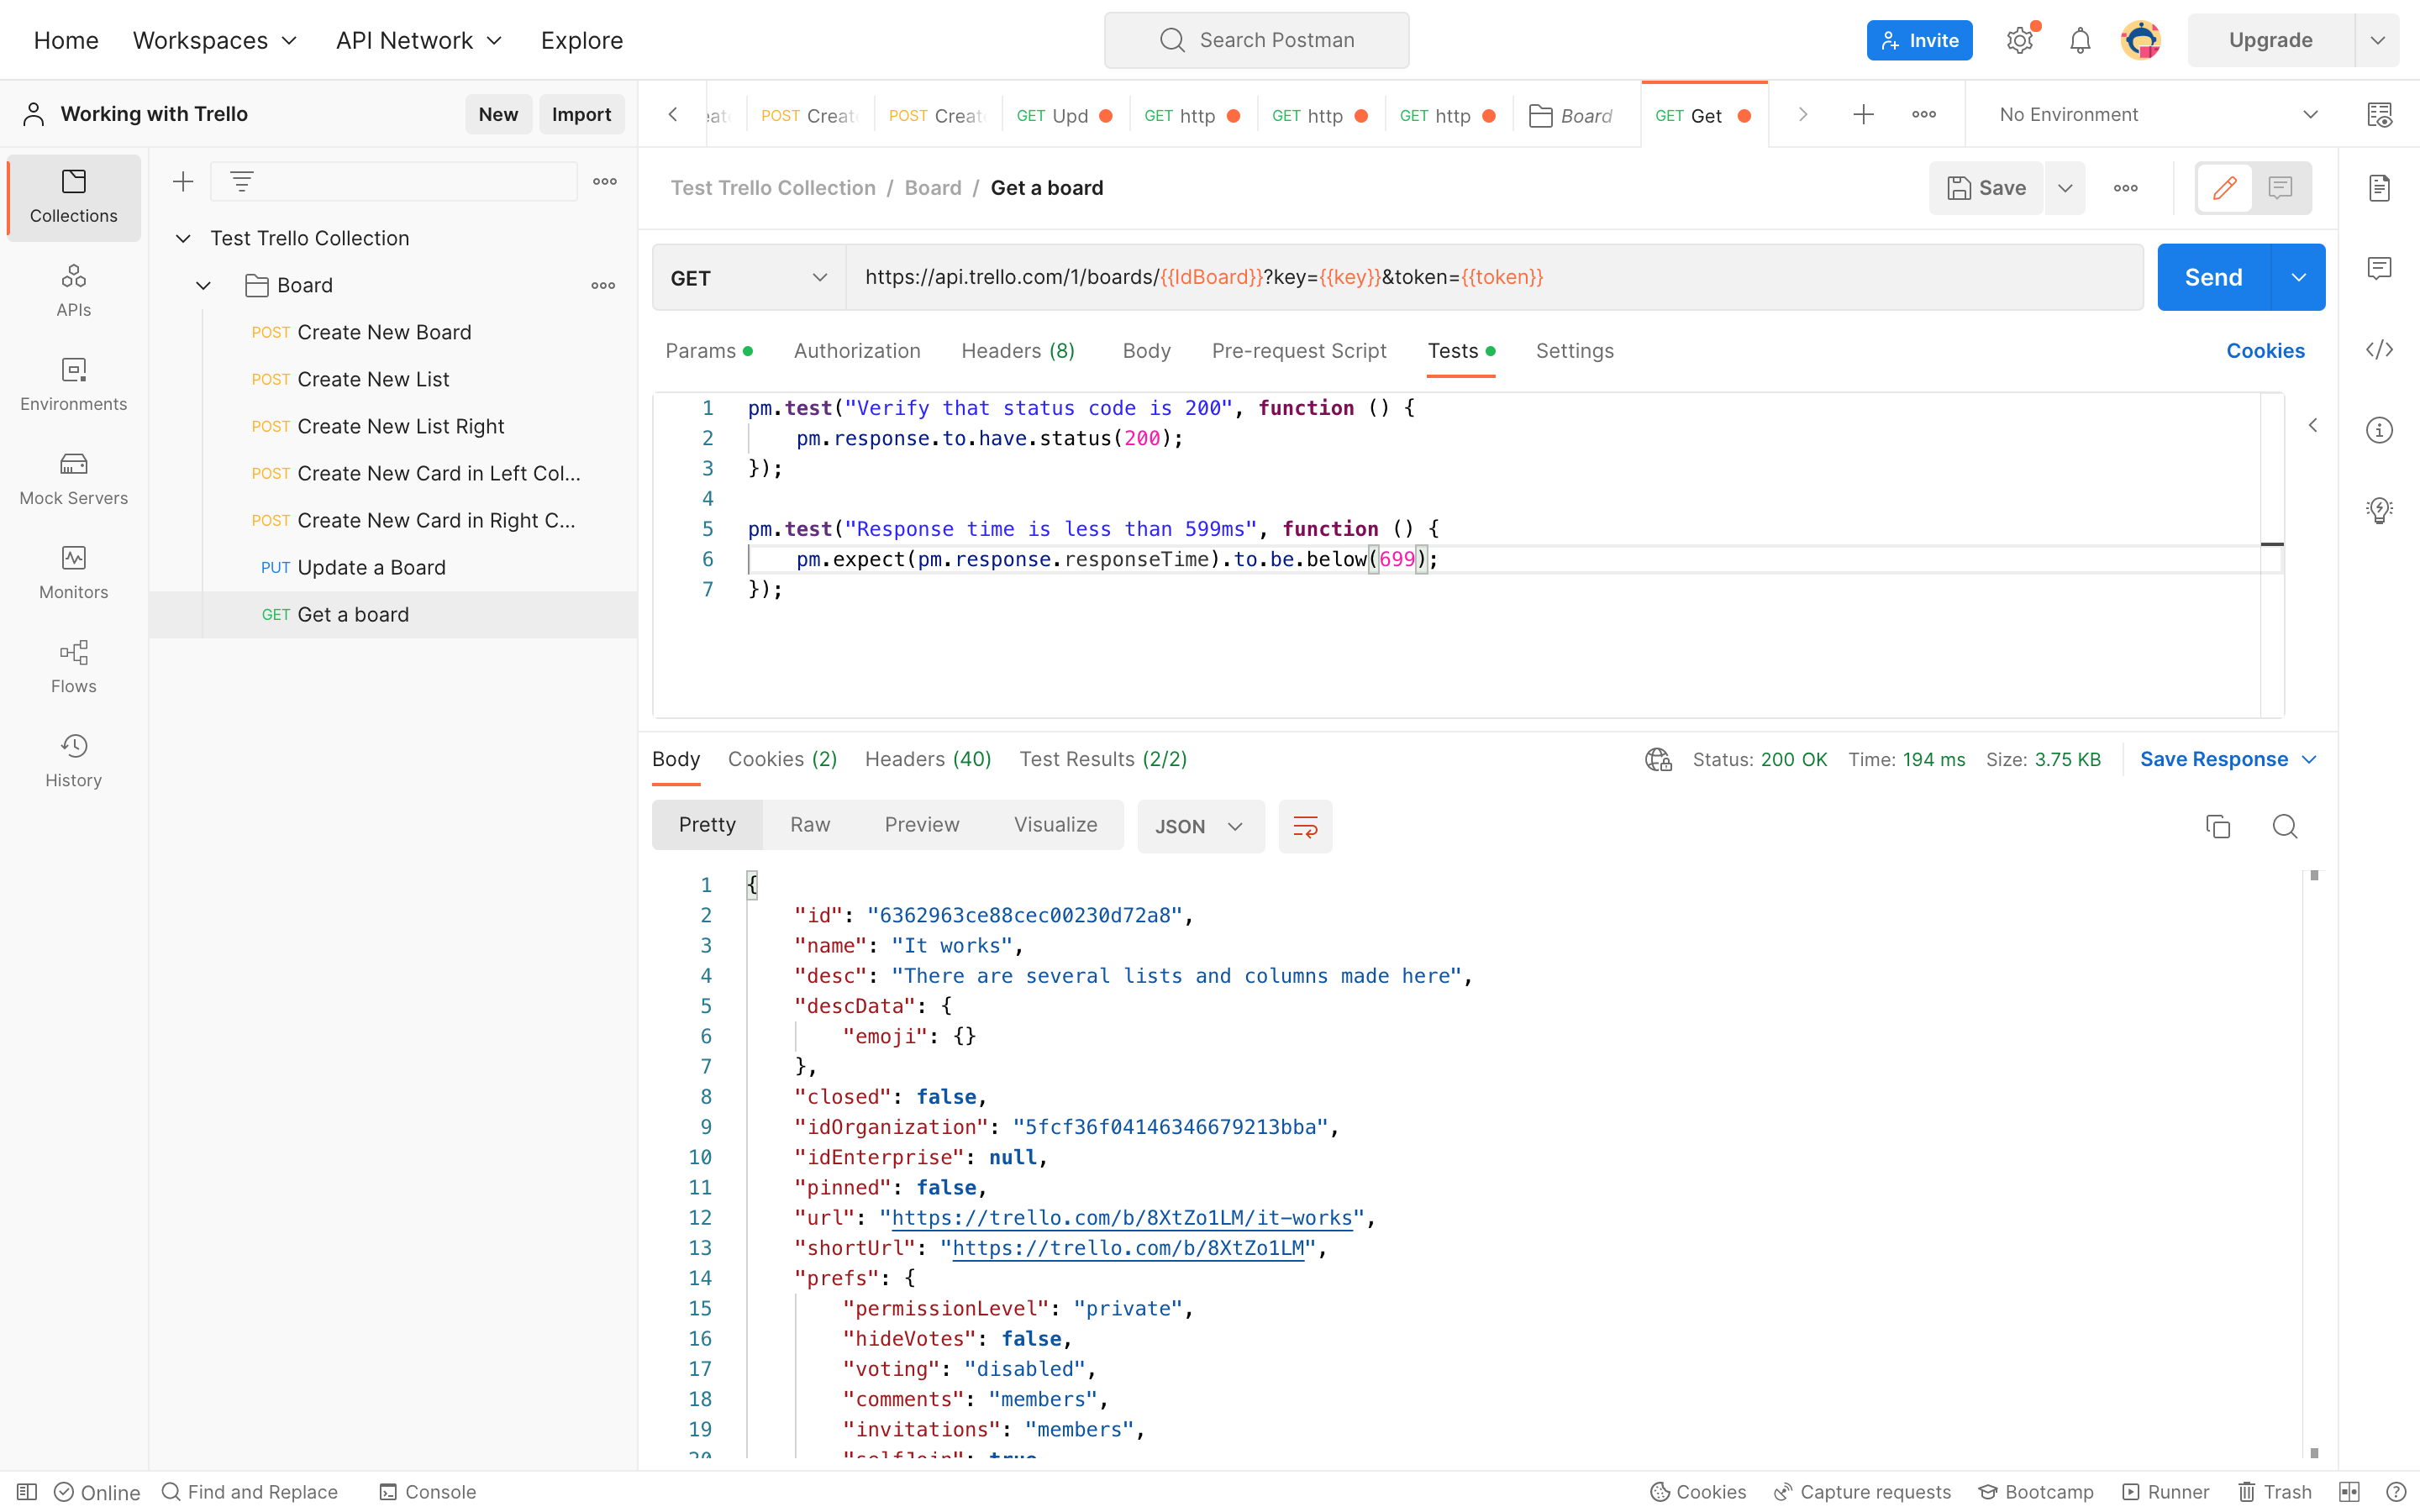 Home Workspaces API Network Explore Search Postman Invite Upgrade
Working with Trello New Import
POST Creat POST Creat GET Upd GET http GET http GET http Board GET Get No Environment
Collections
APIs
Environments
Mock Servers
Monitors
Flows
History
Test Trello Collection
Board
POST Create New Board
POST Create New List
POST Create New List Right
POST Create New Card in Left Col...
POST Create New Card in Right C...
PUT Update a Board
GET Get a board
Test Trello Collection / Board / Get a board Save
GET https://api.trello.com/1/boards/{{IdBoard}}?key={{key}}&token={{token}} Send
Params Authorization Headers (8) Body Pre-request Script Tests Settings Cookies
1 pm.test("Verify that status code is 200", function () {
2 pm.response.to.have.status(200);
3 });
4
5 pm.test("Response time is less than 599ms", function () {
6 pm.expect(pm.response.responseTime).to.be.below(699);
7 });
Body Cookies (2) Headers (40) Test Results (2/2) Status: 200 OK Time: 194 ms Size: 3.75 KB Save Response
Pretty Raw Preview Visualize JSON
1 {
2 "id": "6362963ce88cec00230d72a8",
3 "name": "It works",
4 "desc": "There are several lists and columns made here",
5 "descData": {
6 "emoji": {}
7 },
8 "closed": false,
9 "idOrganization": "5fcf36f04146346679213bba",
10 "idEnterprise": null,
11 "pinned": false,
12 "url": "https://trello.com/b/8XtZo1LM/it-works",
13 "shortUrl": "https://trello.com/b/8XtZo1LM",
14 "prefs": {
15 "permissionLevel": "private",
16 "hideVotes": false,
17 "voting": "disabled",
18 "comments": "members",
19 "invitations": "members",
20 "selfJoin": true
Online Find and Replace Console Cookies Capture requests Bootcamp Runner Trash